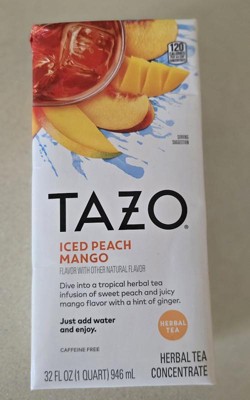 120
SERVING
SUGGESTION
TAZO®
ICED PEACH
MANGO
FLAVOR WITH OTHER NATURAL FLAVOR
Dive into a tropical herbal tea
infusion of sweet peach and juicy
mango flavor with a hint of ginger.
Just add water
and enjoy.
HERBAL
TEA
CAFFEINE FREE
HERBAL TEA
CONCENTRATE
32 FL OZ (1 QUART) 946 mL